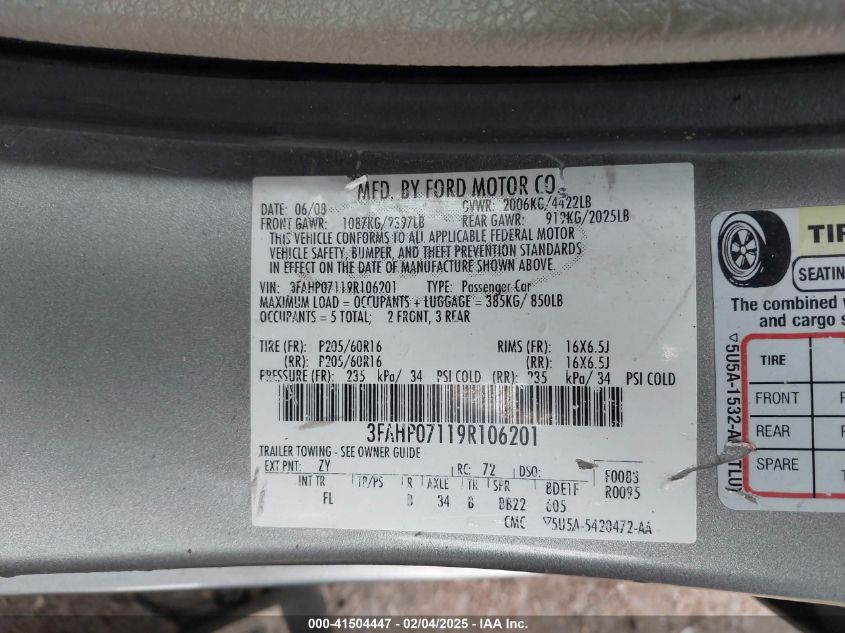 MFD. BY FORD MOTOR CO.
DATE: 06/08 GVWR: 2006KG/4422LB
FRONT GAWR: 1087KG/2397LB REAR GAWR: 919KG/2025LB
THIS VEHICLE CONFORMS TO ALL APPLICABLE FEDERAL MOTOR
VEHICLE SAFETY, BUMPER, AND THEFT PREVENTION STANDARDS
IN EFFECT ON THE DATE OF MANUFACTURE SHOWN ABOVE.
VIN: 3FAHP07119R106201 TYPE: Passenger Car
MAXIMUM LOAD = OCCUPANTS + LUGGAGE = 385KG/ 850LB
OCCUPANTS = 5 TOTAL; 2 FRONT, 3 REAR
TIRE (FR): P205/60R16 RIMS (FR): 16X6.5J
(RR): P205/60R16 (RR): 16X6.5J
PRESSURE (FR): 235 kPa/ 34 PSI COLD (RR): 235 kPa/ 34 PSI COLD
3FAHP07119R106201
TRAILER TOWING - SEE OWNER GUIDE
EXT PNT: ZY RC: 72 DSO: F0083
INT TR TP/PS R AXLE TR SPR BDE1F R0095
FL B 34 B BB22 605
CMC ▽5U5A-5420472-AA
TIR
SEATIN
The combined
and cargo s
TIRE
FRONT
REAR
SPARE
▽5U5A-1532-A
TLU
000-41504447 - 02/04/2025 - IAA Inc.